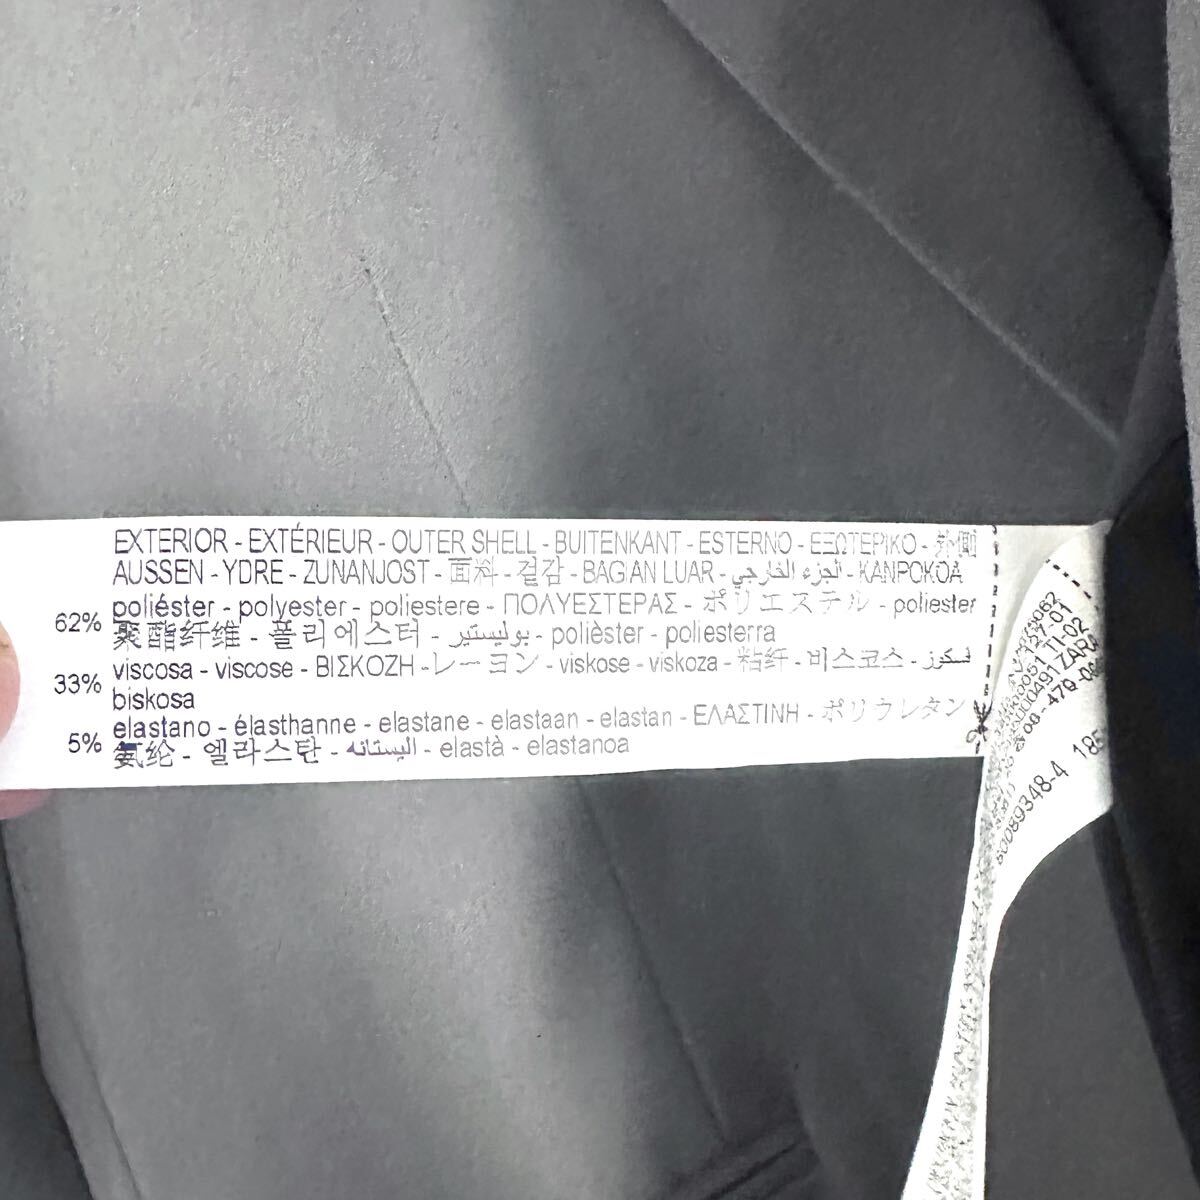 EXTERIOR - EXTÉRIEUR - OUTER SHELL - BUITENKANT - ESTERNO - ΕΞΩΤΕΡΙΚΟ - 外側
AUSSEN - YDRE - ZUNANJOST - 面料 - 겉감 - BAGIAN LUAR - الجزء الخارجي - KANPOKOA
62% poliéster - polyester - poliestere - ΠΟΛΥΕΣΤΕΡΑΣ - ポリエステル - poliester
聚酯纤维 - 폴리에스터 - بوليستير - polièster - poliesterra
33% viscosa - viscose - ΒΙΣΚΟΖΗ - レーヨン - viskose - viskoza - 粘纤 - 비스코스 - فسكوز
biskosa
5% elastano - élasthanne - elastane - elastaan - elastan - ΕΛΑΣΤΙΝΗ - ポリウレタン
氨纶 - 엘라스탄 - اليستانه - elastà - elastanoa
60089348-4 185